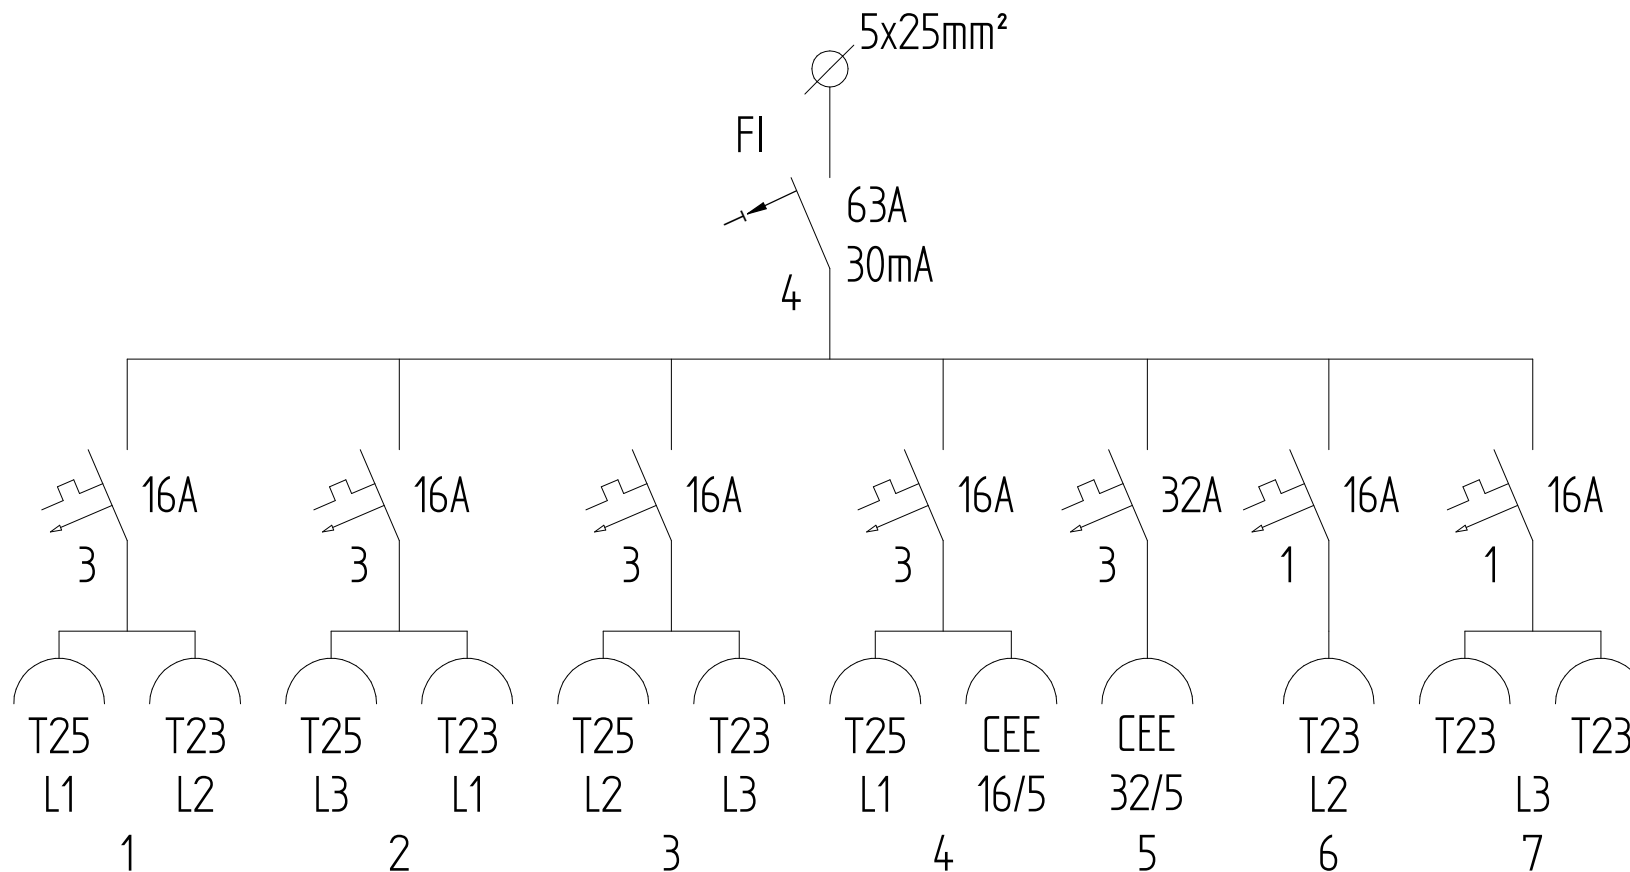 5x25mm²
FI
63A
30mA
4
16A 16A 16A 16A 32A 16A 16A
3 3 3 3 3 1 1
T25 T23 T25 T23 T25 T23 T25 CEE CEE T23 T23 T23
L1 L2 L3 L1 L2 L3 L1 16/5 32/5 L2 L3
1 2 3 4 5 6 7